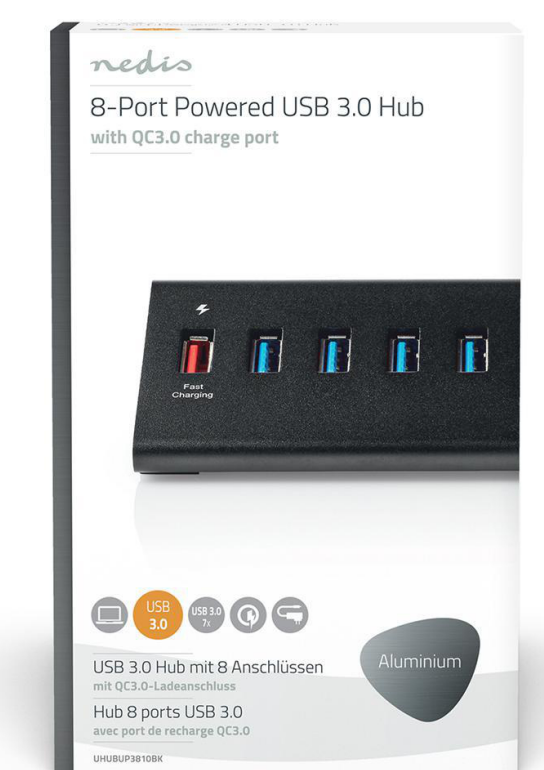 nedis
8-Port Powered USB 3.0 Hub
with QC3.0 charge port
Fast
Charging
USB
3.0
USB 3.0
7x
Aluminium
USB 3.0 Hub mit 8 Anschlüssen
mit QC3.0-Ladeanschluss
Hub 8 ports USB 3.0
avec port de recharge QC3.0
UHUBUP3810BK